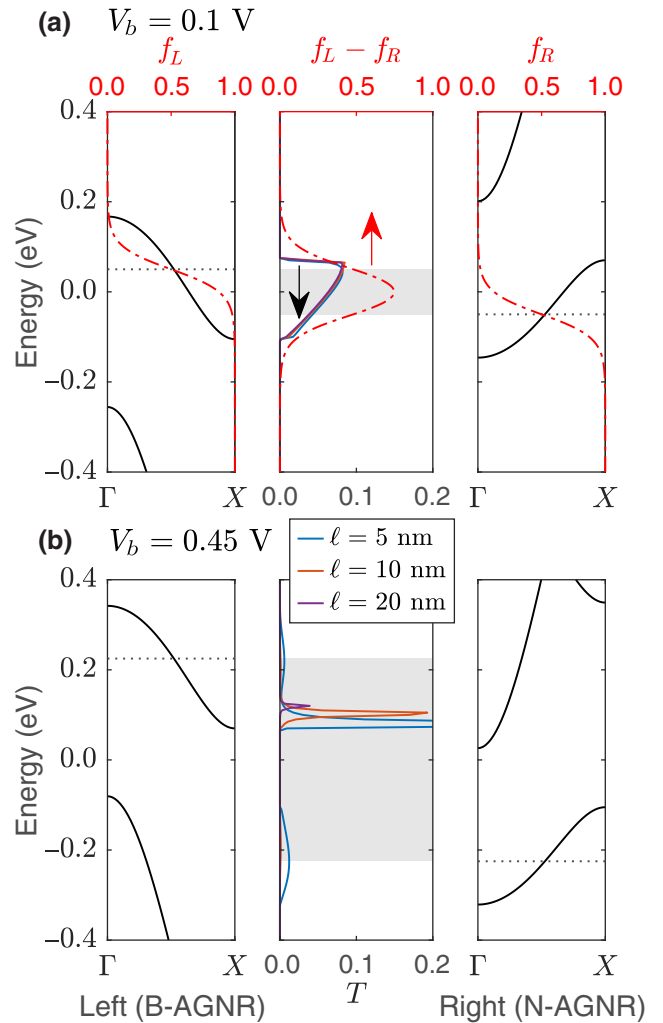 (a) V_b = 0.1 V
f_L f_L − f_R f_R
0.0 0.5 1.0 0.0 0.5 1.0 0.0 0.5 1.0
0.4
0.2
0.0
−0.2
−0.4
Energy (eV)
Γ X 0.0 0.1 0.2 Γ X
(b) V_b = 0.45 V
ℓ = 5 nm
ℓ = 10 nm
ℓ = 20 nm
0.4
0.2
0.0
−0.2
−0.4
Energy (eV)
Γ X 0.0 0.1 0.2 Γ X
Left (B-AGNR) T Right (N-AGNR)